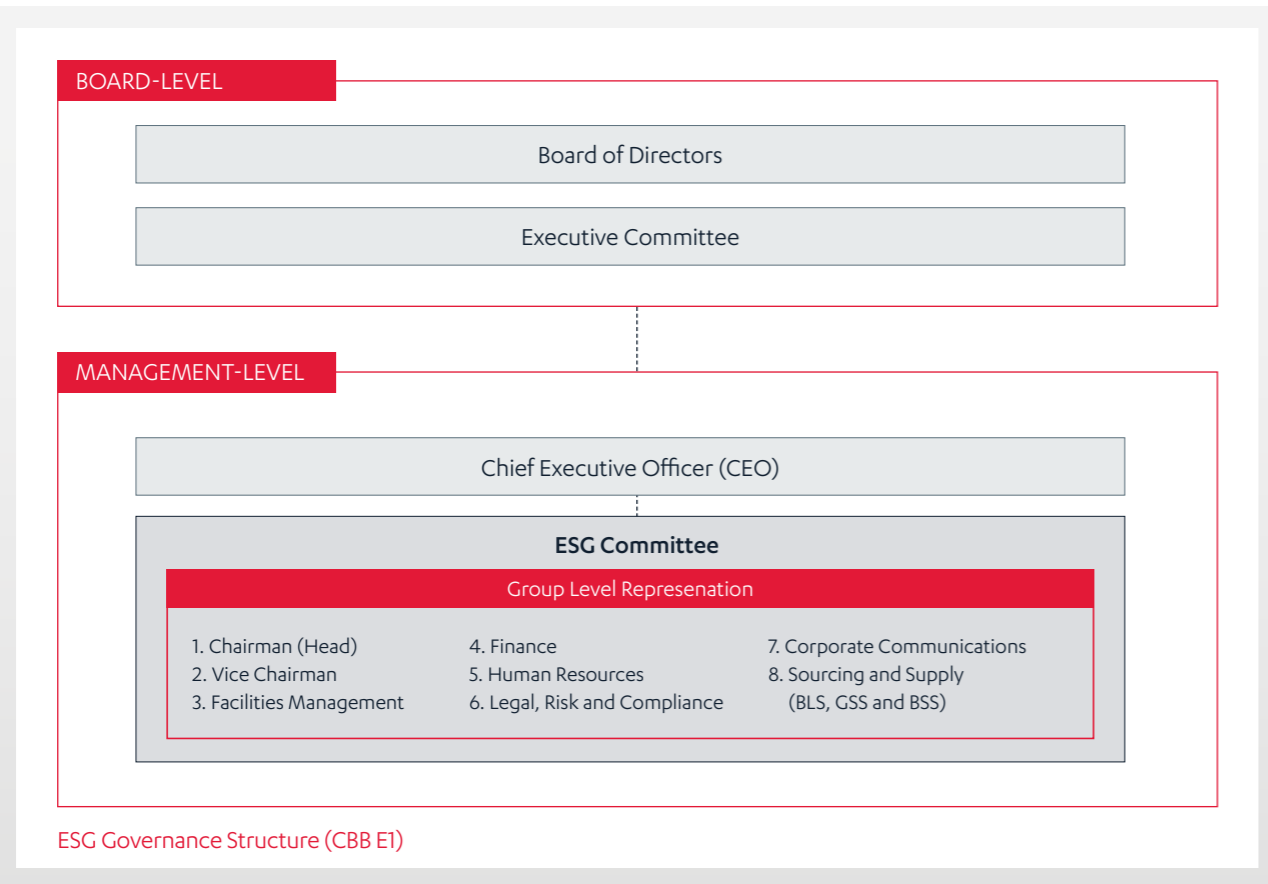 BOARD-LEVEL
Board of Directors
Executive Committee
MANAGEMENT-LEVEL
Chief Executive Officer (CEO)
ESG Committee
Group Level Represenation
1. Chairman (Head)
2. Vice Chairman
3. Facilities Management
4. Finance
5. Human Resources
6. Legal, Risk and Compliance
7. Corporate Communications
8. Sourcing and Supply
(BLS, GSS and BSS)
ESG Governance Structure (CBB E1)